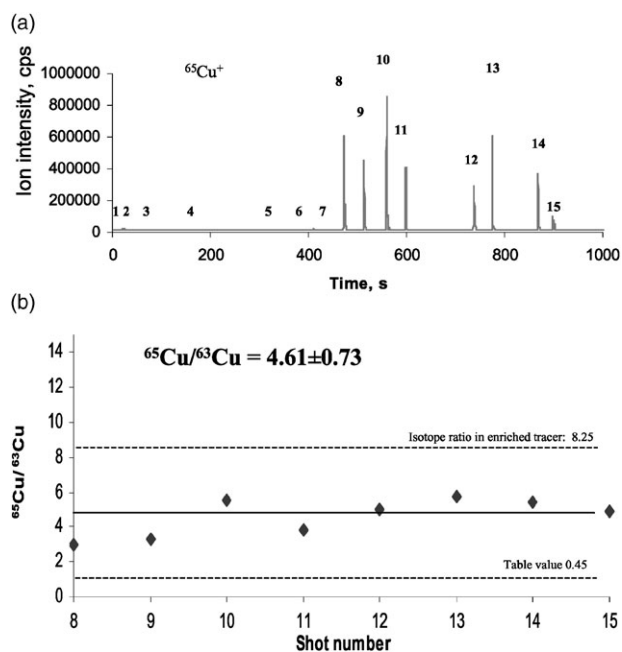 (a)
⁶⁵Cu⁺
Ion intensity, cps
1000000
800000
600000
400000
200000
0
1 2 3 4 5 6 7 8 9 10 11 12 13 14 15
0 200 400 600 800 1000
Time, s
(b)
⁶⁵Cu/⁶³Cu = 4.61±0.73
⁶⁵Cu/ ⁶³Cu
14
12
10
8
6
4
2
0
Isotope ratio in enriched tracer: 8.25
Table value 0.45
8 9 10 11 12 13 14 15
Shot number